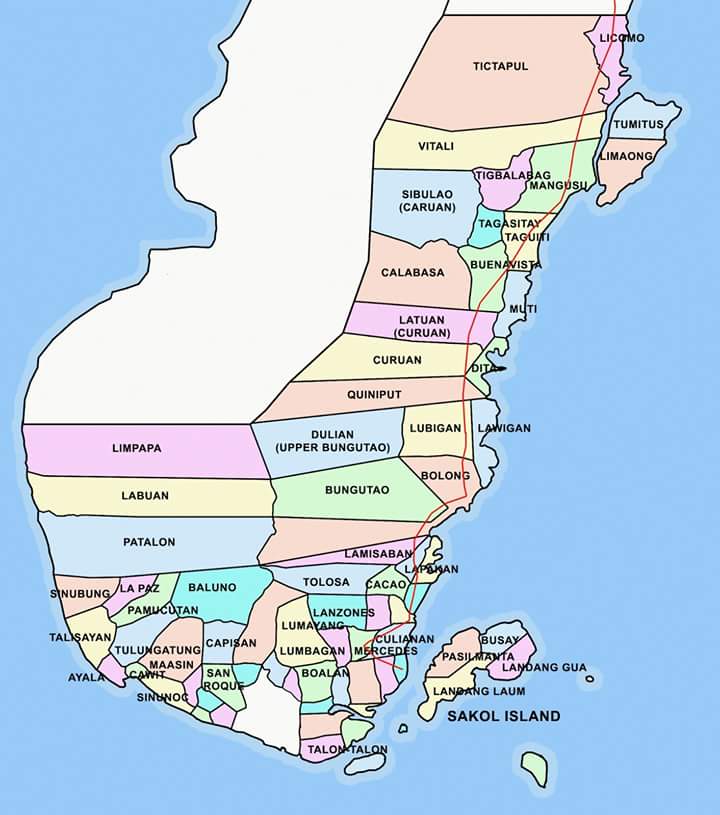 LICOMO
TICTAPUL
TUMITUS
VITALI
LIMAONG
TIGBALABAG
MANGUSU
SIBULAO
(CARUAN)
TAGASITAY
TAGUITI
BUENAVISTA
CALABASA
MUTI
LATUAN
(CURUAN)
CURUAN
DITA
QUINIPUT
LUBIGAN
LAWIGAN
DULIAN
(UPPER BUNGUTAO)
LIMPAPA
BOLONG
BUNGUTAO
LABUAN
PATALON
LAMISABAN
LAPAKAN
TOLOSA
CACAO
SINUBUNG
LA PAZ
BALUNO
PAMUCUTAN
LANZONES
LUMAYANG
TALISAYAN
CULIANAN
BUSAY
TULUNGATUNG
CAPISAN
LUMBAGAN
MERCEDES
PASILMANTA
MAASIN
LANDANG GUA
AYALA
CAWIT
SAN
ROQUE
BOALAN
LANDANG LAUM
SINUNOC
SAKOL ISLAND
TALON-TALON